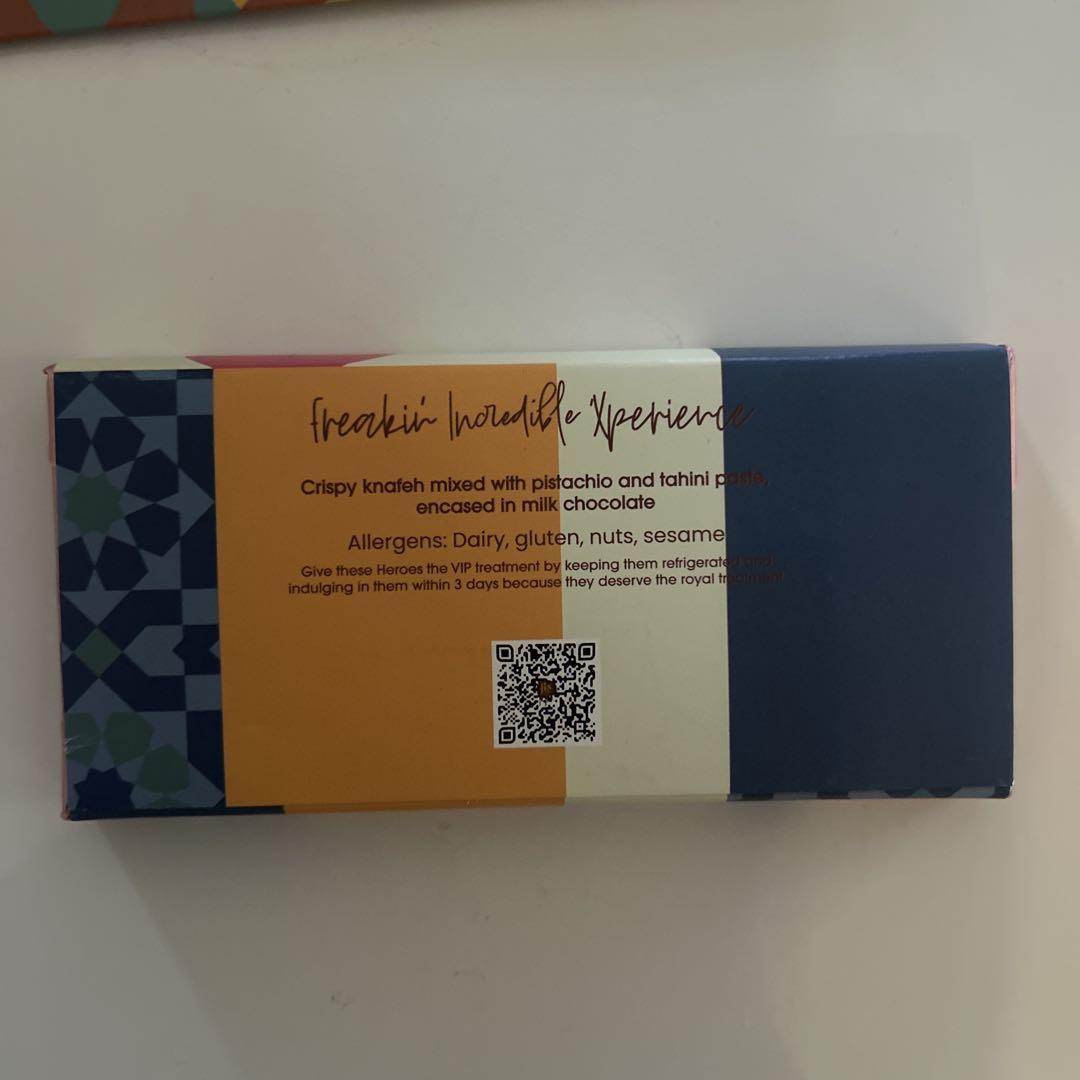 Freakin' Incredible Xperience
Crispy knafeh mixed with pistachio and tahini paste,
encased in milk chocolate
Allergens: Dairy, gluten, nuts, sesame
Give these Heroes the VIP treatment by keeping them refrigerated and
indulging in them within 3 days because they deserve the royal treatment